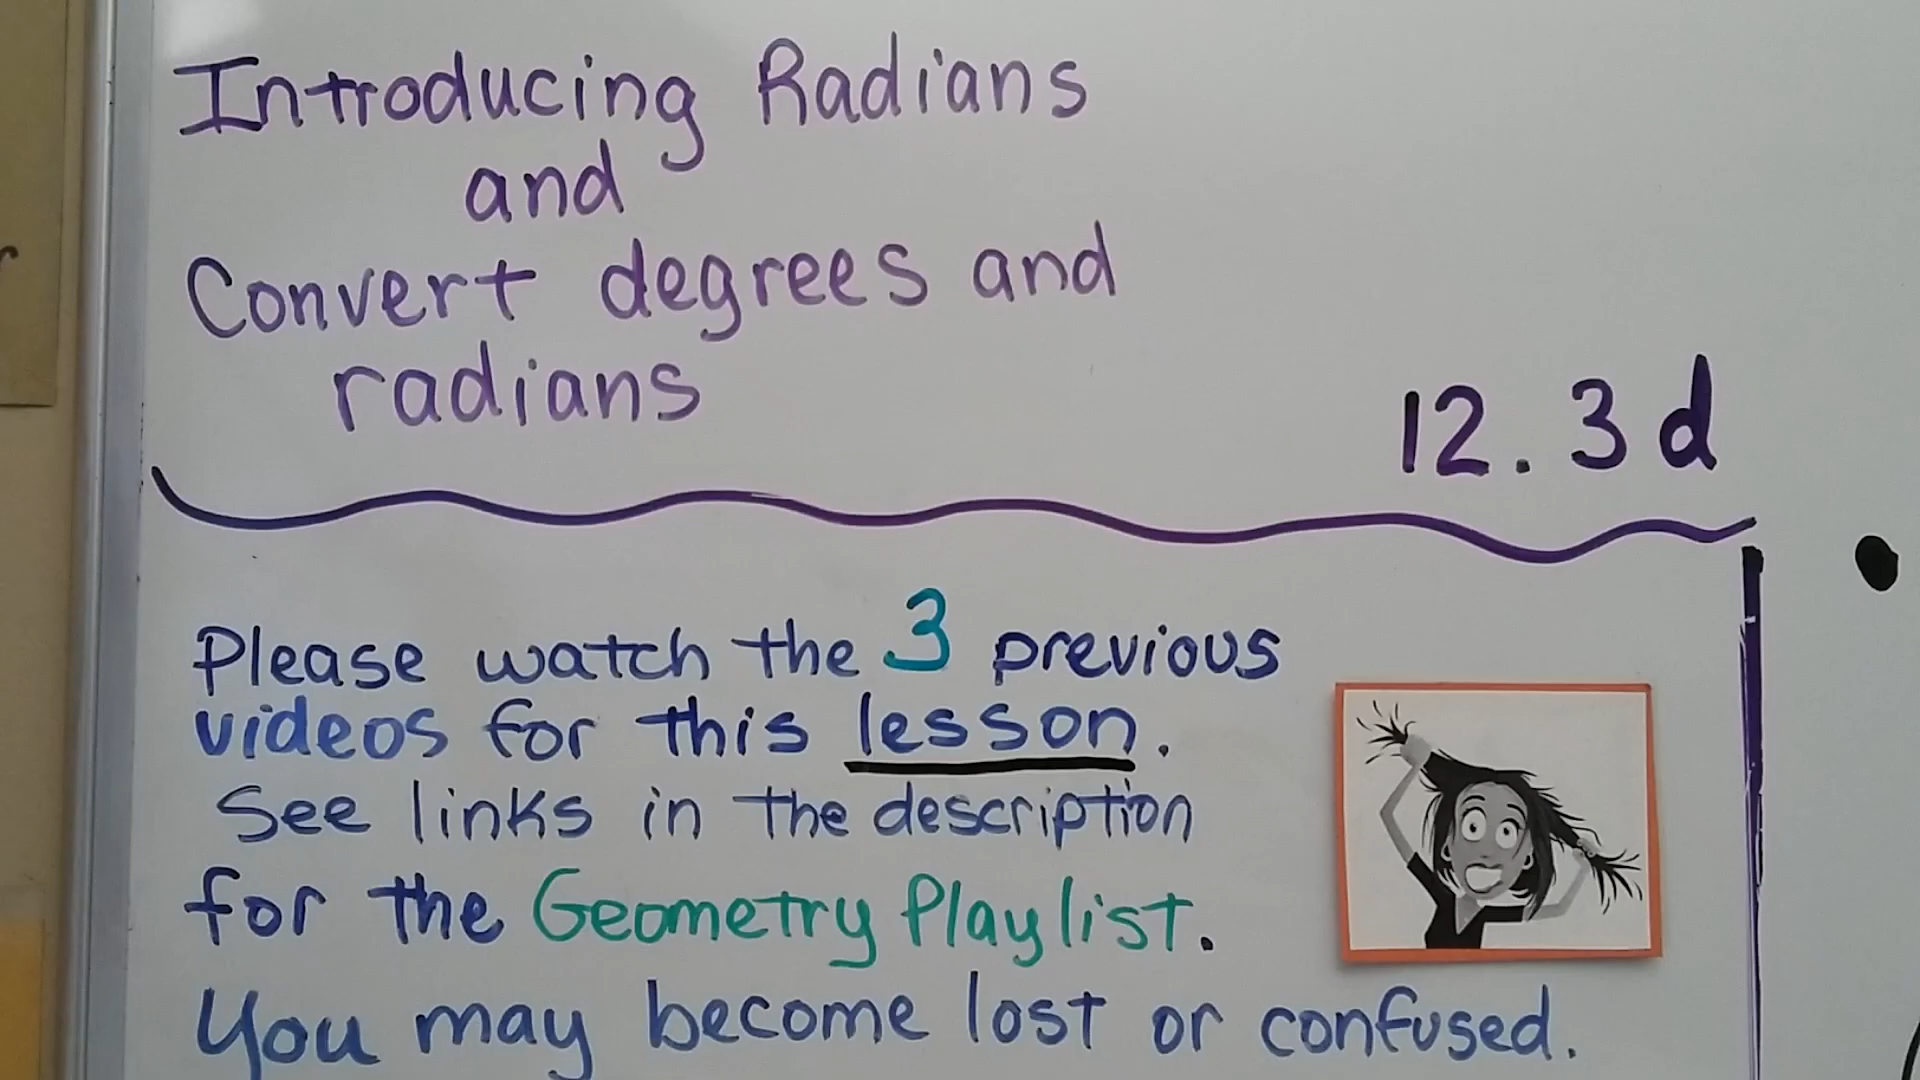 Introducing Radians
and
Convert degrees and
radians
12.3d
Please watch the 3 previous
videos for this lesson.
See links in the description
for the Geometry Playlist.
You may become lost or confused.